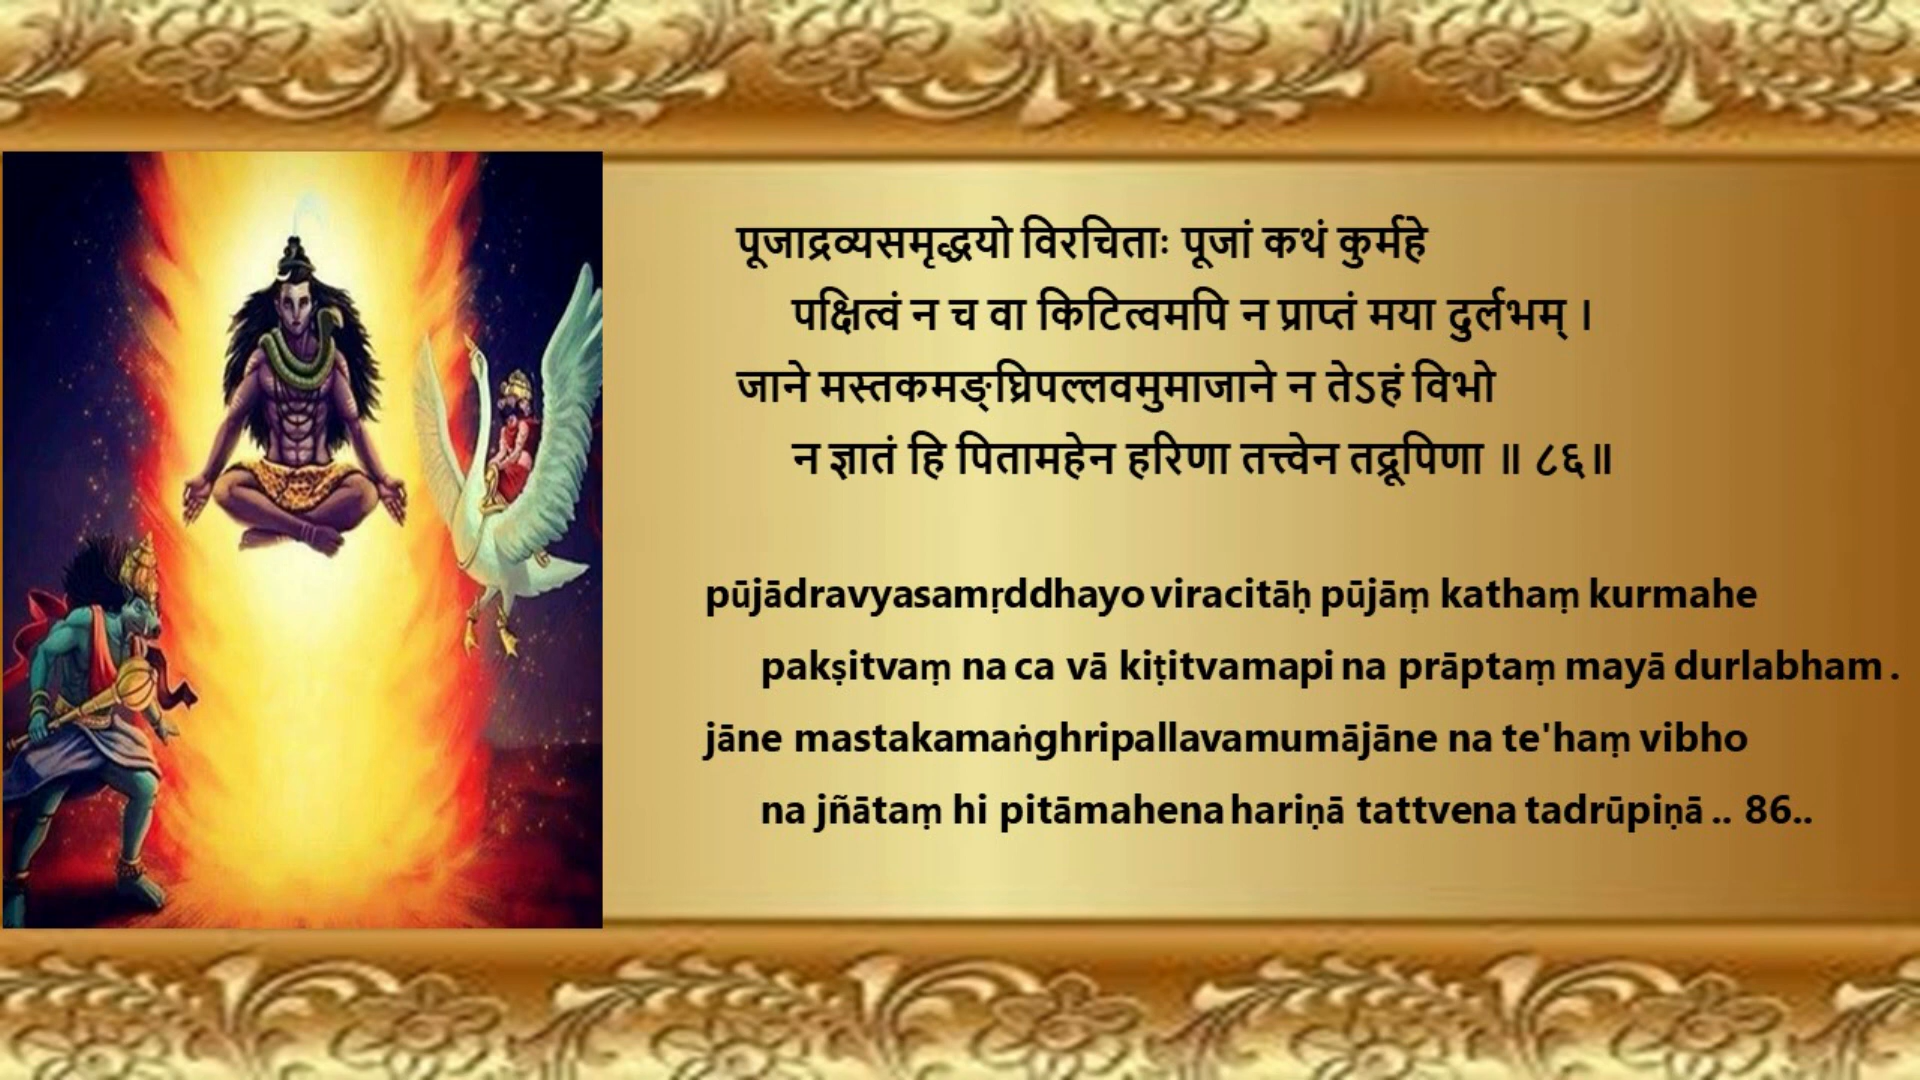 पूजाद्रव्यसमृद्धयो विरचिताः पूजां कथं कुर्महे
पक्षित्वं न च वा किटित्वमपि न प्राप्तं मया दुर्लभम् ।
जाने मस्तकमङ्घ्रिपल्लवमुमाजाने न तेऽहं विभो
न ज्ञातं हि पितामहेन हरिणा तत्त्वेन तद्रूपिणा ॥ ८६॥
pūjādravyasamṛddhayo viracitāḥ pūjāṃ kathaṃ kurmahe
pakṣitvaṃ na ca vā kiṭitvamapi na prāptaṃ mayā durlabham .
jāne mastakamaṅghripallavamumājāne na te'haṃ vibho
na jñātaṃ hi pitāmahena hariṇā tattvena tadrūpiṇā .. 86..